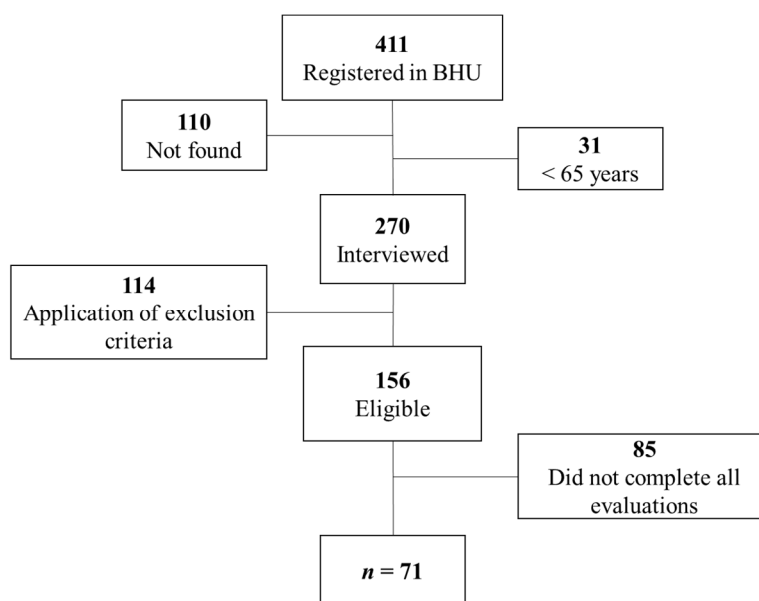 411
Registered in BHU
110
Not found
31
< 65 years
270
Interviewed
114
Application of exclusion
criteria
156
Eligible
85
Did not complete all
evaluations
n = 71